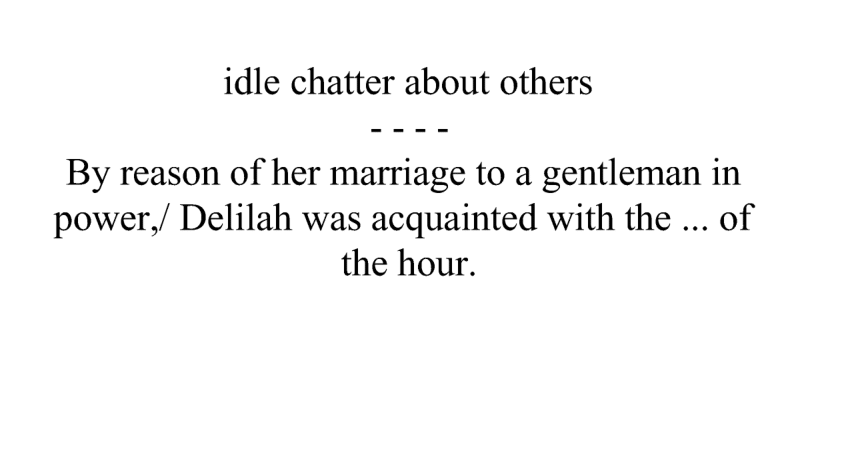 idle chatter about others
- - - -
By reason of her marriage to a gentleman in
power,/ Delilah was acquainted with the ... of
the hour.